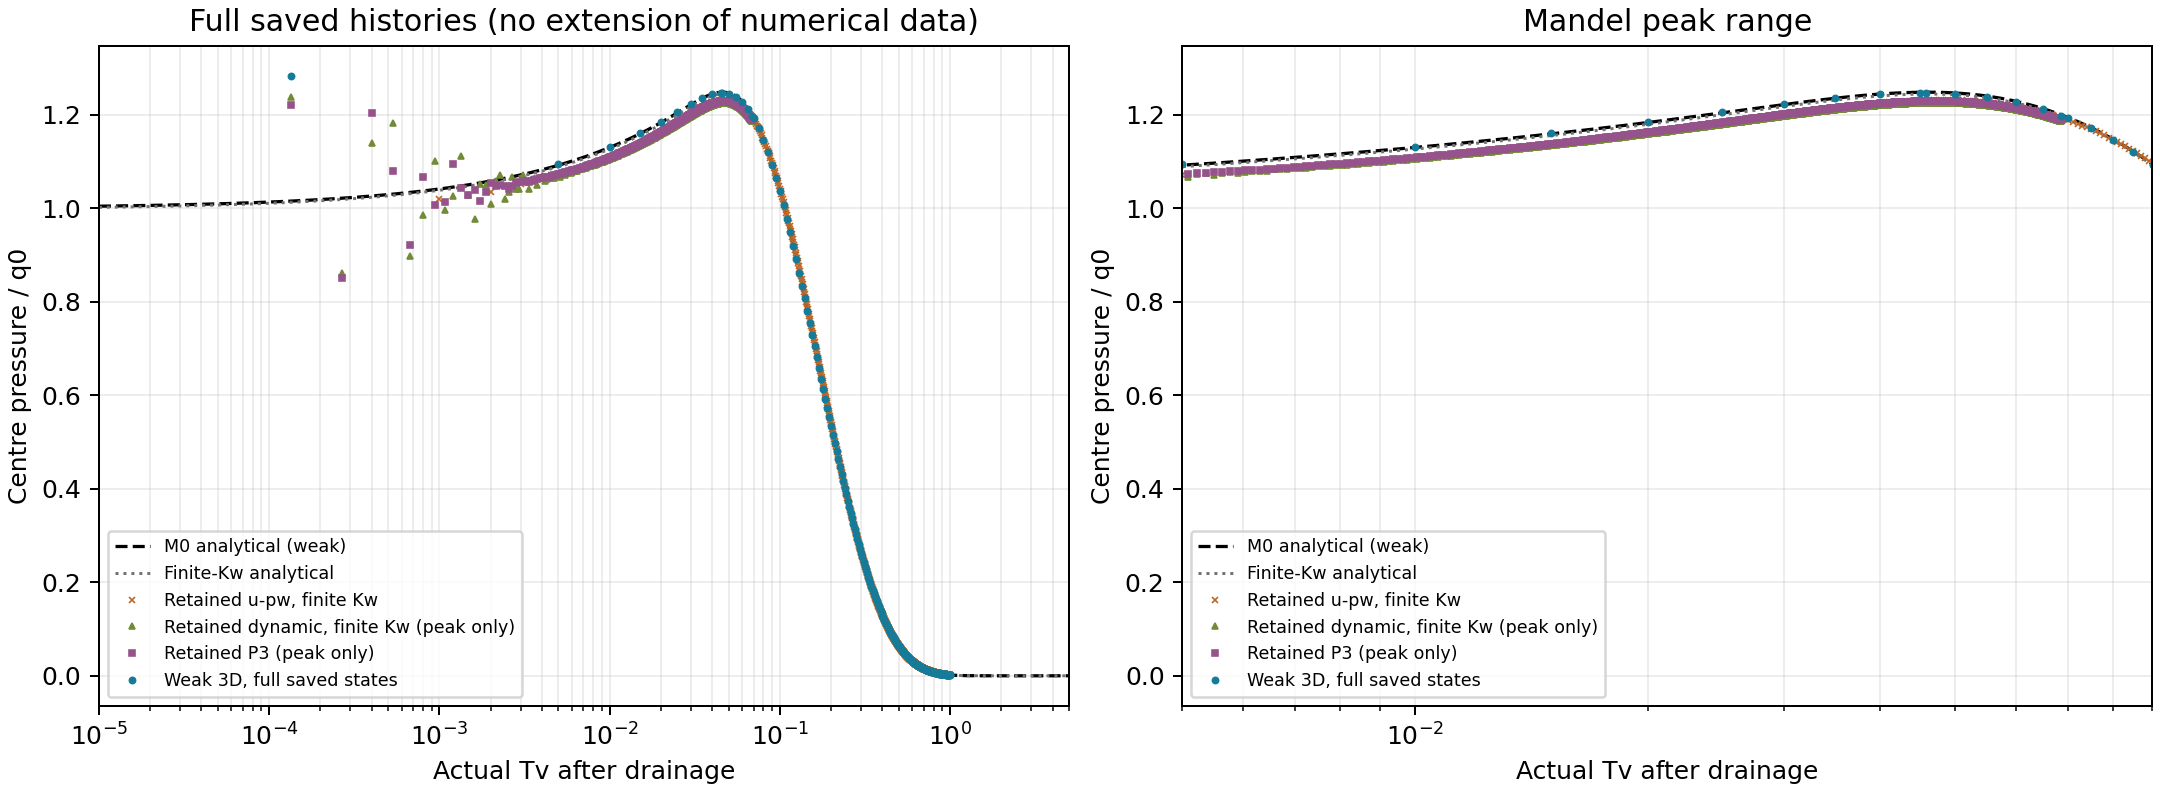 Full saved histories (no extension of numerical data)
Centre pressure / q0
1.2
1.0
0.8
0.6
0.4
0.2
0.0
M0 analytical (weak)
Finite-Kw analytical
Retained u-pw, finite Kw
Retained dynamic, finite Kw (peak only)
Retained P3 (peak only)
Weak 3D, full saved states
10⁻⁵ 10⁻⁴ 10⁻³ 10⁻² 10⁻¹ 10⁰
Actual Tv after drainage
Mandel peak range
Centre pressure / q0
1.2
1.0
0.8
0.6
0.4
0.2
0.0
M0 analytical (weak)
Finite-Kw analytical
Retained u-pw, finite Kw
Retained dynamic, finite Kw (peak only)
Retained P3 (peak only)
Weak 3D, full saved states
10⁻²
Actual Tv after drainage